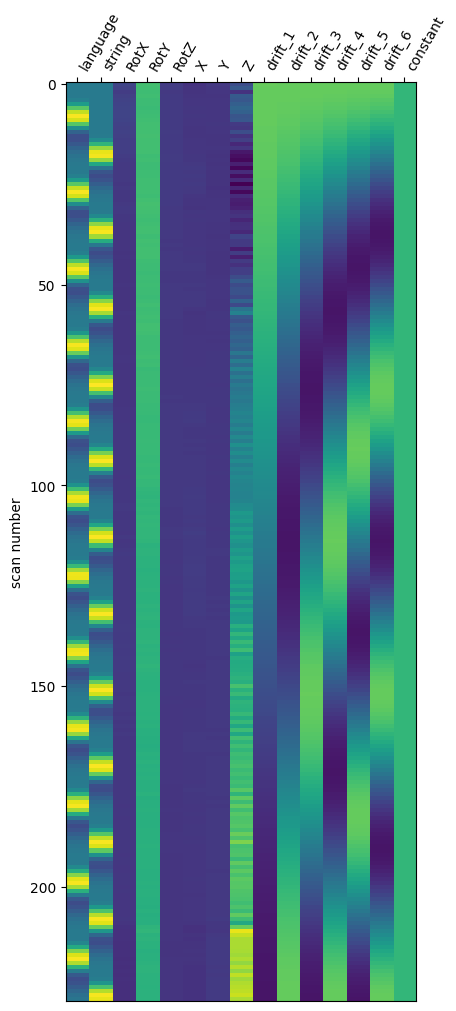 language string RotX RotY RotZ X Y Z drift_1 drift_2 drift_3 drift_4 drift_5 drift_6 constant
0
50
100
150
200
scan number